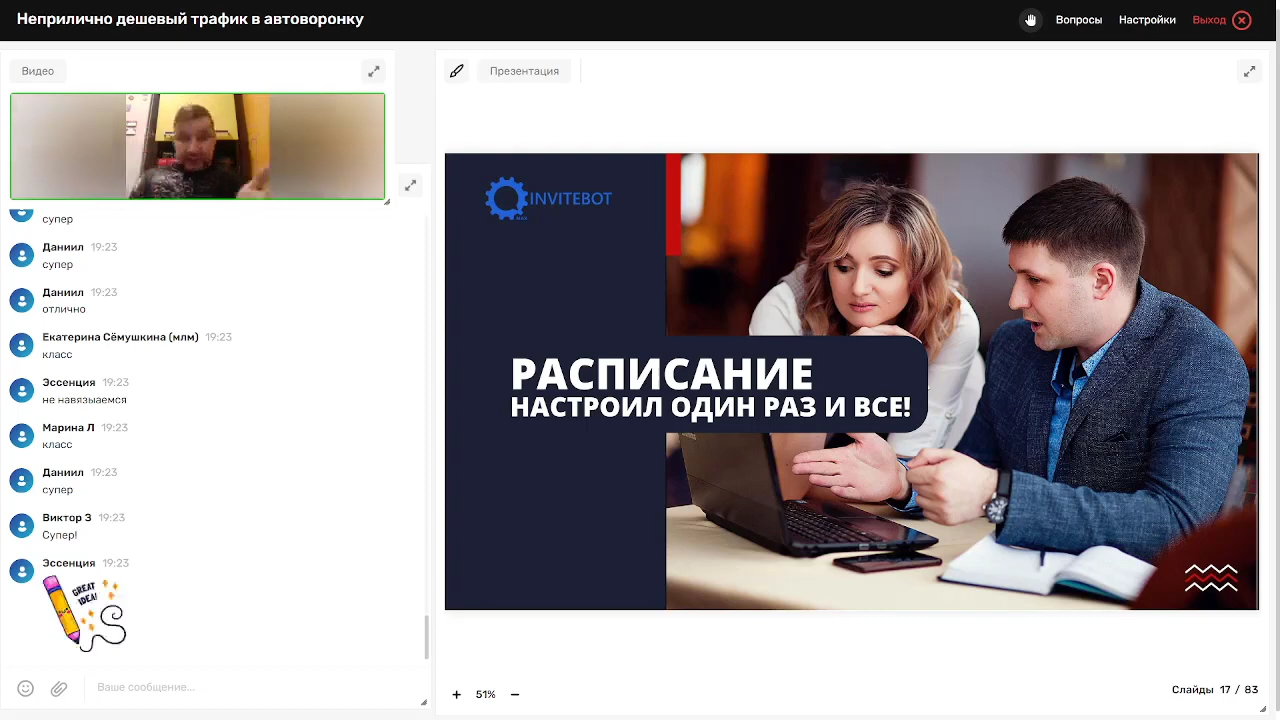 Неприлично дешевый трафик в автоворонку
Вопросы
Настройки
Выход
Видео
супер
Даниил 19:23
супер
Даниил 19:23
отлично
Екатерина Сёмушкина (млм) 19:23
класс
Эссенция 19:23
не навязыаемся
Марина Л 19:23
класс
Даниил 19:23
супер
Виктор З 19:23
Супер!
Эссенция 19:23
GREAT
IDEA!
Ваше сообщение...
Презентация
INVITEBOT
MAX
РАСПИСАНИЕ
НАСТРОИЛ ОДИН РАЗ И ВСЕ!
+ 51% −
Слайды 17 / 83